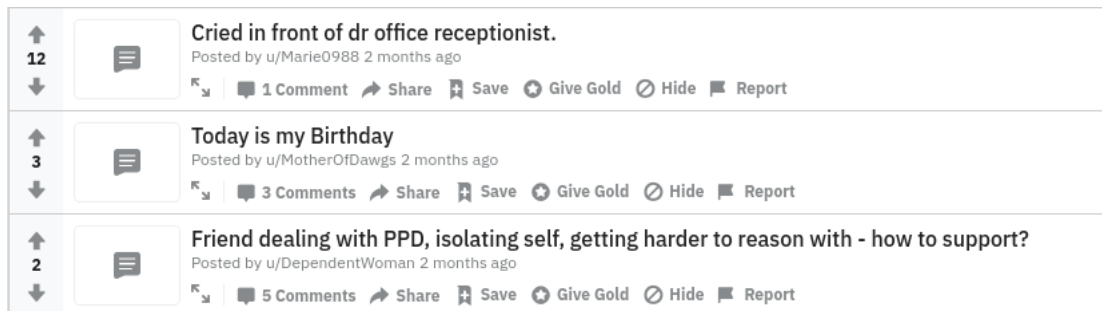 Cried in front of dr office receptionist.
Posted by u/Marie0988 2 months ago
12
1 Comment Share Save Give Gold Hide Report
Today is my Birthday
Posted by u/MotherOfDawgs 2 months ago
3
3 Comments Share Save Give Gold Hide Report
Friend dealing with PPD, isolating self, getting harder to reason with - how to support?
Posted by u/DependentWoman 2 months ago
2
5 Comments Share Save Give Gold Hide Report